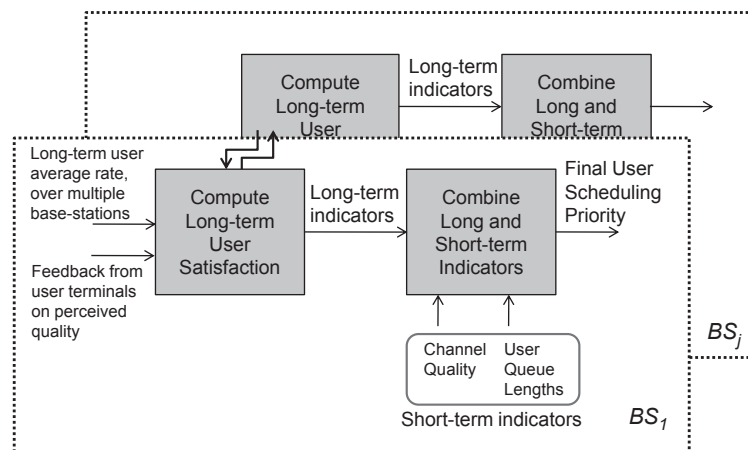 Compute
Long-term
User
Long-term
indicators
Combine
Long and
Short-term
Long-term user
average rate,
over multiple
base-stations
Feedback from
user terminals
on perceived
quality
Compute
Long-term
User
Satisfaction
Long-term
indicators
Combine
Long and
Short-term
Indicators
Final User
Scheduling
Priority
Channel
Quality
User
Queue
Lengths
Short-term indicators
BSj
BS1